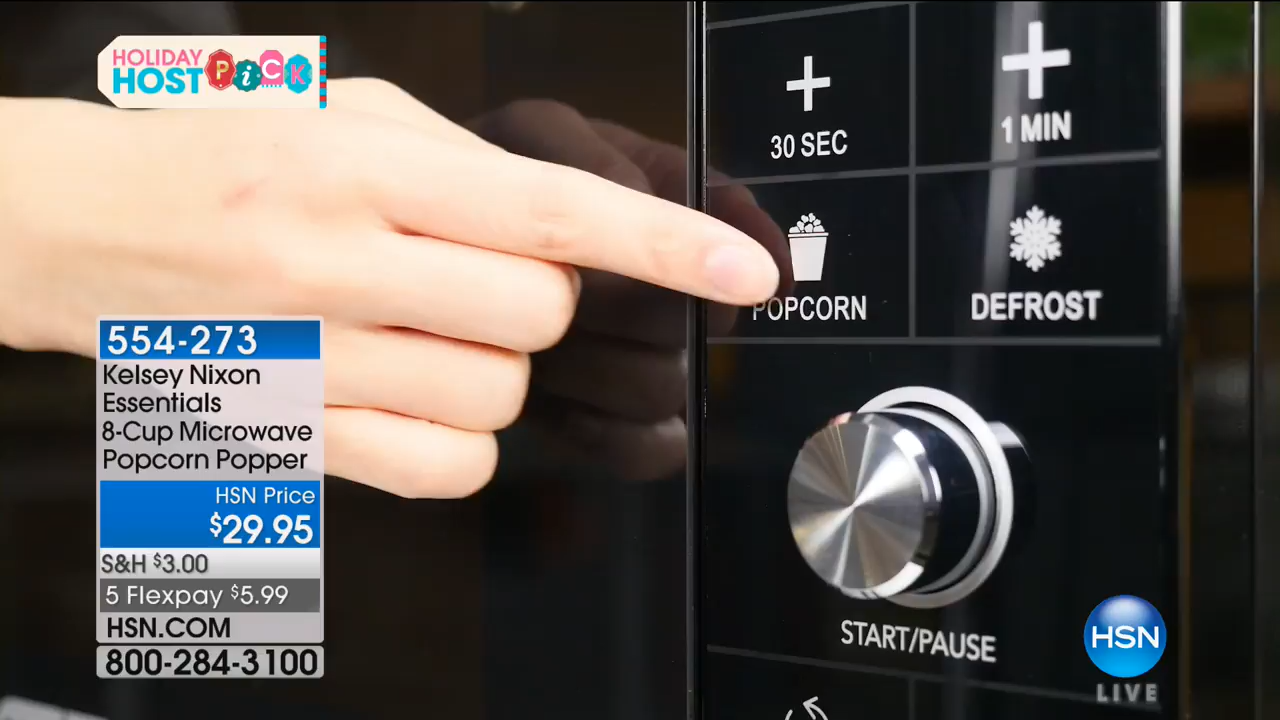 HOLIDAY
HOST PiCK
30 SEC
1 MIN
POPCORN
DEFROST
START/PAUSE
554-273
Kelsey Nixon
Essentials
8-Cup Microwave
Popcorn Popper
HSN Price
$29.95
S&H $3.00
5 Flexpay $5.99
HSN.COM
800-284-3100
HSN
LIVE